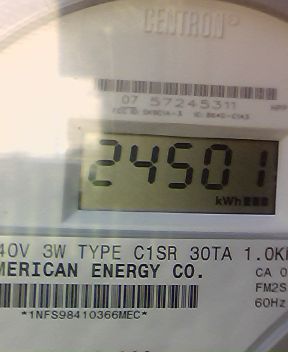 CENTRON®
07 57245311
24501
kWh
40V 3W TYPE C1SR 30TA 1.0K
MERICAN ENERGY CO.
CA 0
FM2S
60Hz
*1NFS98410366MEC*